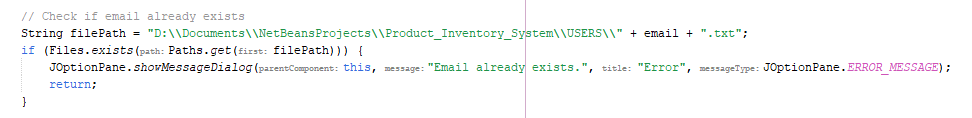 // Check if email already exists
String filePath = "D:\\Documents\\NetBeansProjects\\Product_Inventory_System\\USERS\\" + email + ".txt";
if (Files.exists(path: Paths.get(first: filePath))) {
JOptionPane.showMessageDialog(parentComponent: this, message: "Email already exists.", title: "Error", messageType: JOptionPane.ERROR_MESSAGE);
return;
}